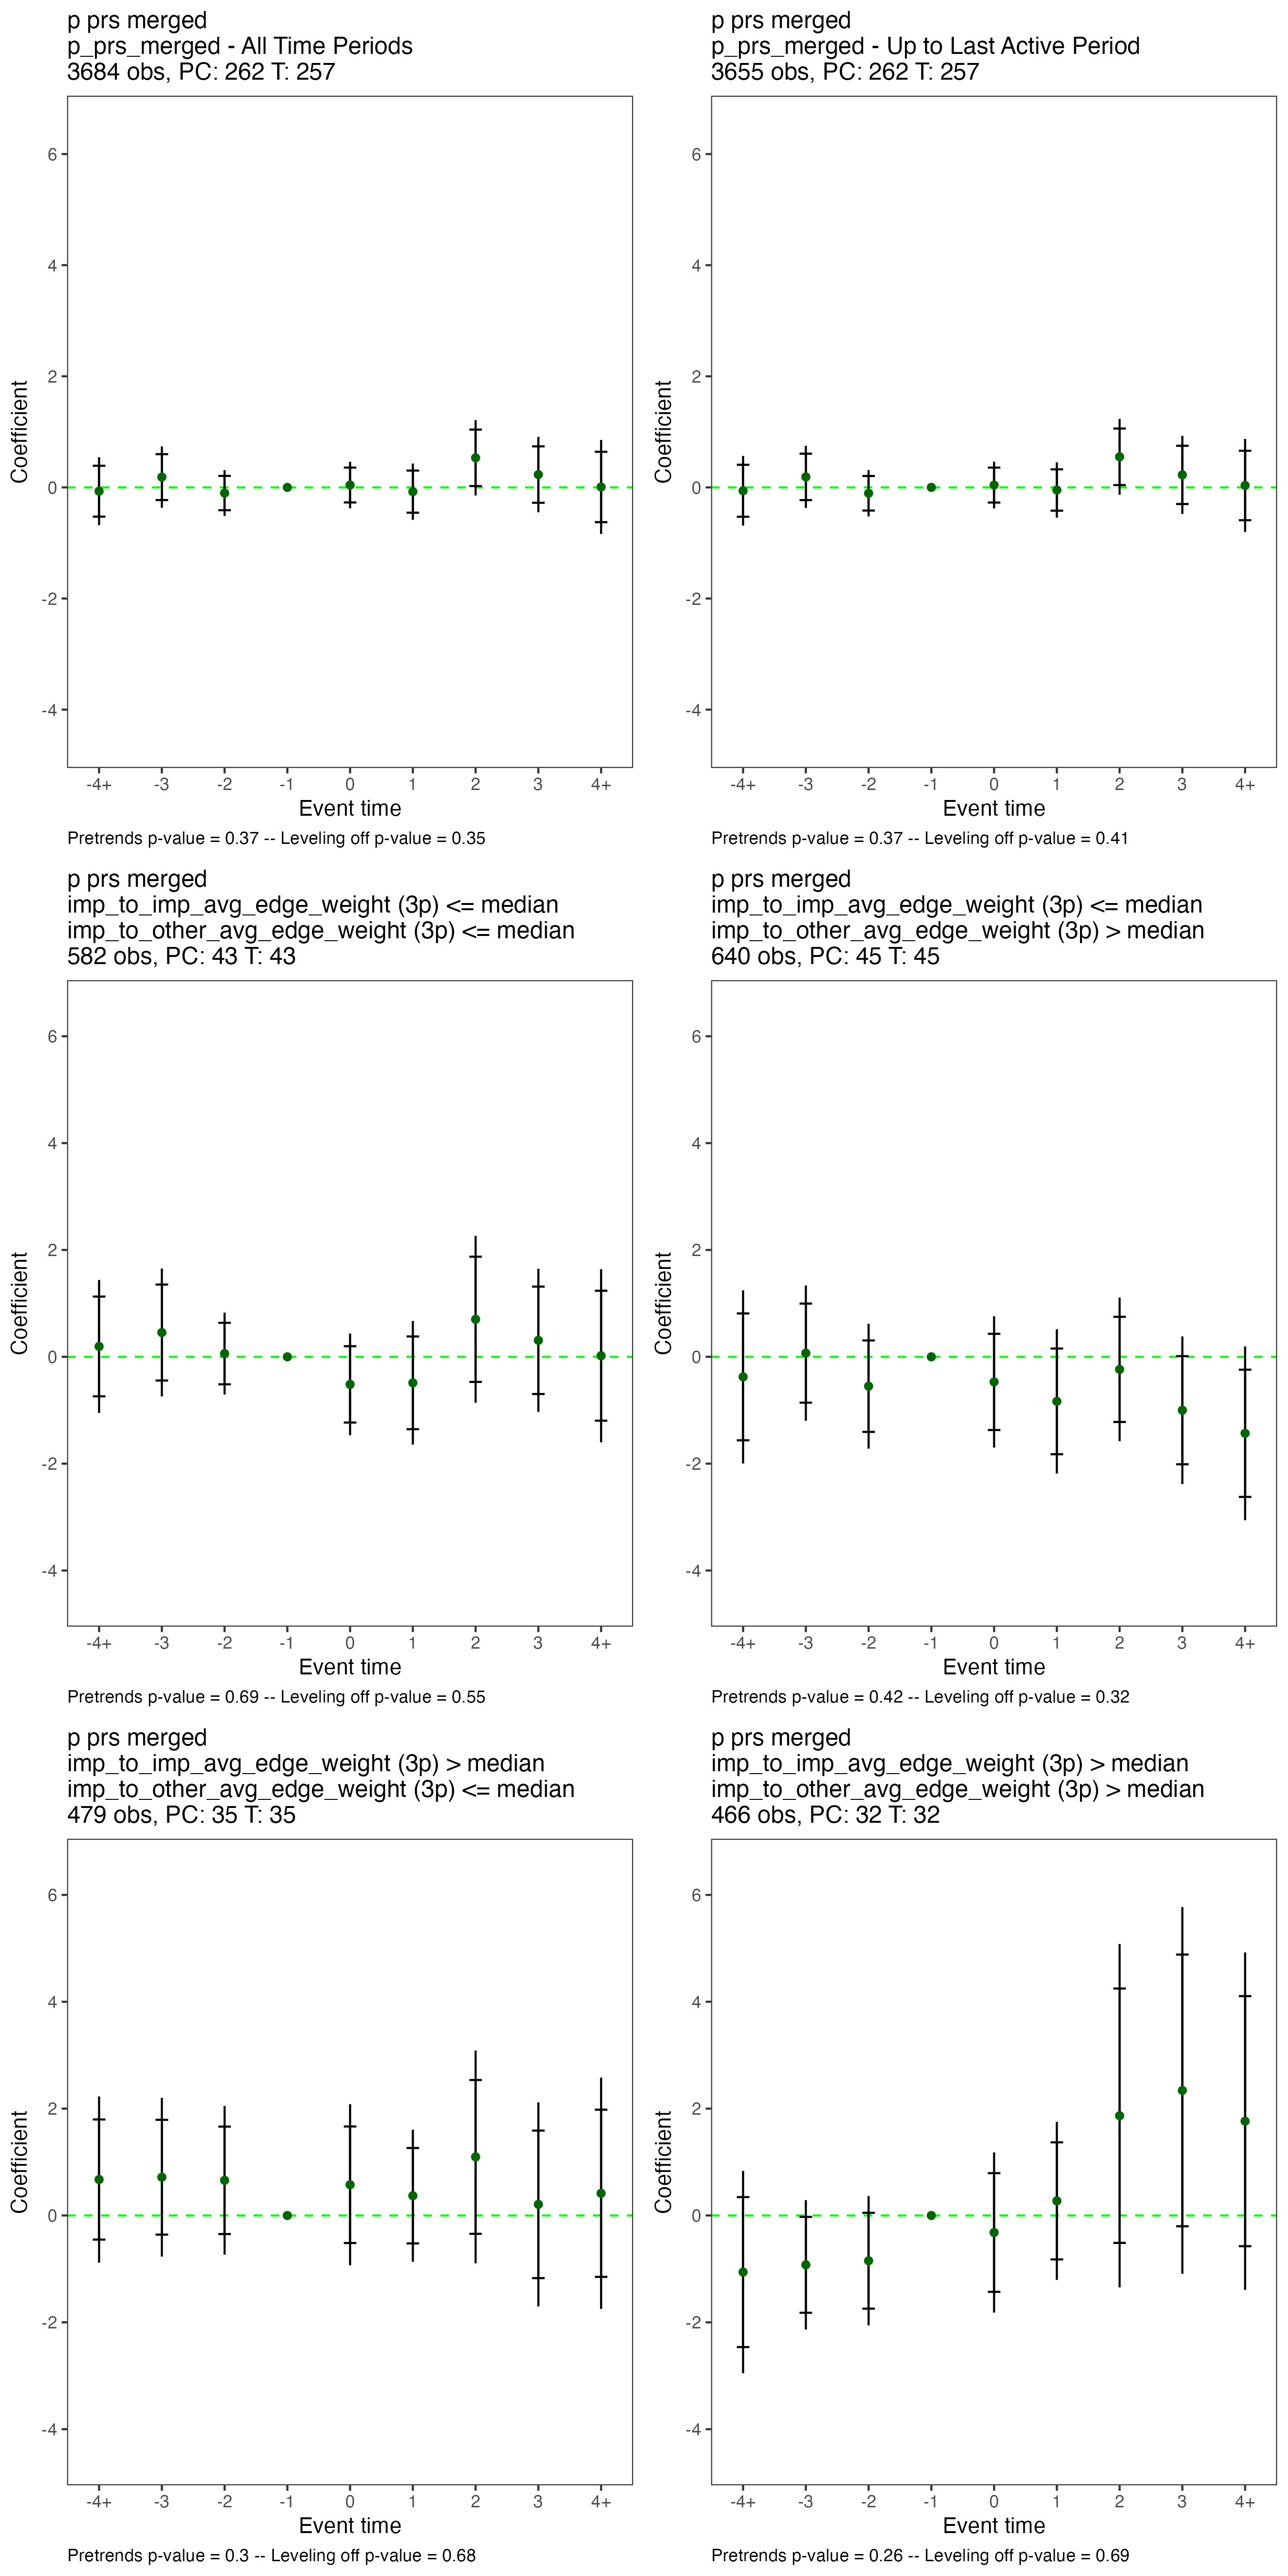 p prs merged
p_prs_merged - All Time Periods
3684 obs, PC: 262 T: 257
6
4
2
0
-2
-4
Coefficient
-4+ -3 -2 -1 0 1 2 3 4+
Event time
Pretrends p-value = 0.37 -- Leveling off p-value = 0.35
p prs merged
p_prs_merged - Up to Last Active Period
3655 obs, PC: 262 T: 257
6
4
2
0
-2
-4
Coefficient
-4+ -3 -2 -1 0 1 2 3 4+
Event time
Pretrends p-value = 0.37 -- Leveling off p-value = 0.41
p prs merged
imp_to_imp_avg_edge_weight (3p) <= median
imp_to_other_avg_edge_weight (3p) <= median
582 obs, PC: 43 T: 43
6
4
2
0
-2
-4
Coefficient
-4+ -3 -2 -1 0 1 2 3 4+
Event time
Pretrends p-value = 0.69 -- Leveling off p-value = 0.55
p prs merged
imp_to_imp_avg_edge_weight (3p) <= median
imp_to_other_avg_edge_weight (3p) > median
640 obs, PC: 45 T: 45
6
4
2
0
-2
-4
Coefficient
-4+ -3 -2 -1 0 1 2 3 4+
Event time
Pretrends p-value = 0.42 -- Leveling off p-value = 0.32
p prs merged
imp_to_imp_avg_edge_weight (3p) > median
imp_to_other_avg_edge_weight (3p) <= median
479 obs, PC: 35 T: 35
6
4
2
0
-2
-4
Coefficient
-4+ -3 -2 -1 0 1 2 3 4+
Event time
Pretrends p-value = 0.3 -- Leveling off p-value = 0.68
p prs merged
imp_to_imp_avg_edge_weight (3p) > median
imp_to_other_avg_edge_weight (3p) > median
466 obs, PC: 32 T: 32
6
4
2
0
-2
-4
Coefficient
-4+ -3 -2 -1 0 1 2 3 4+
Event time
Pretrends p-value = 0.26 -- Leveling off p-value = 0.69